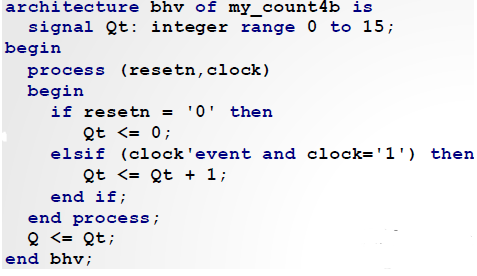 architecture bhv of my_count4b is
signal Qt: integer range 0 to 15;
begin
process (resetn,clock)
begin
if resetn = '0' then
Qt <= 0;
elsif (clock'event and clock='1') then
Qt <= Qt + 1;
end if;
end process;
Q <= Qt;
end bhv;